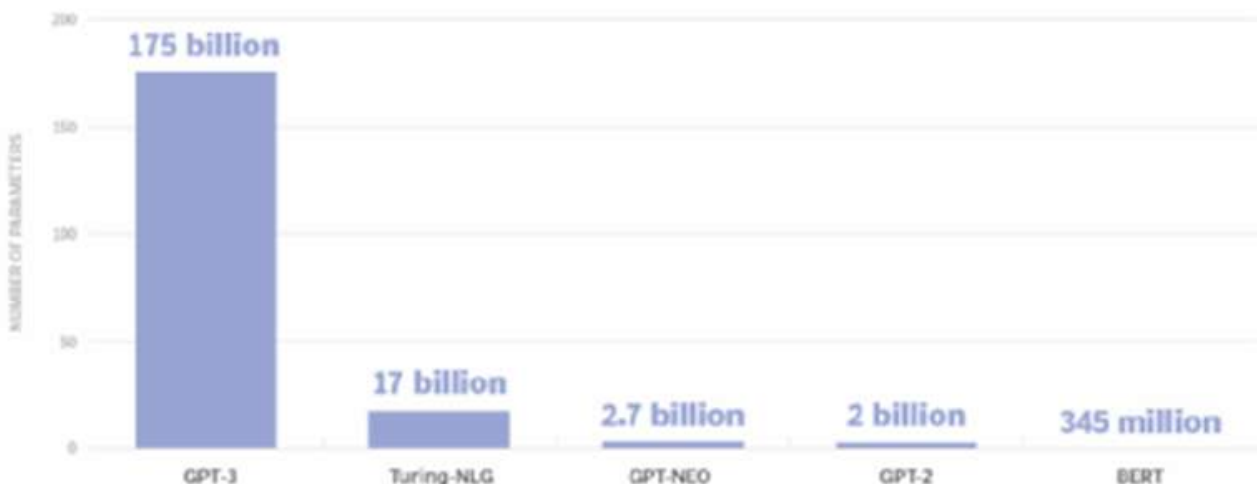 200
175 billion
150
NUMBER OF PARAMETERS
100
50
17 billion
2.7 billion
2 billion
345 million
0
GPT-3
Turing-NLG
GPT-NEO
GPT-2
BERT